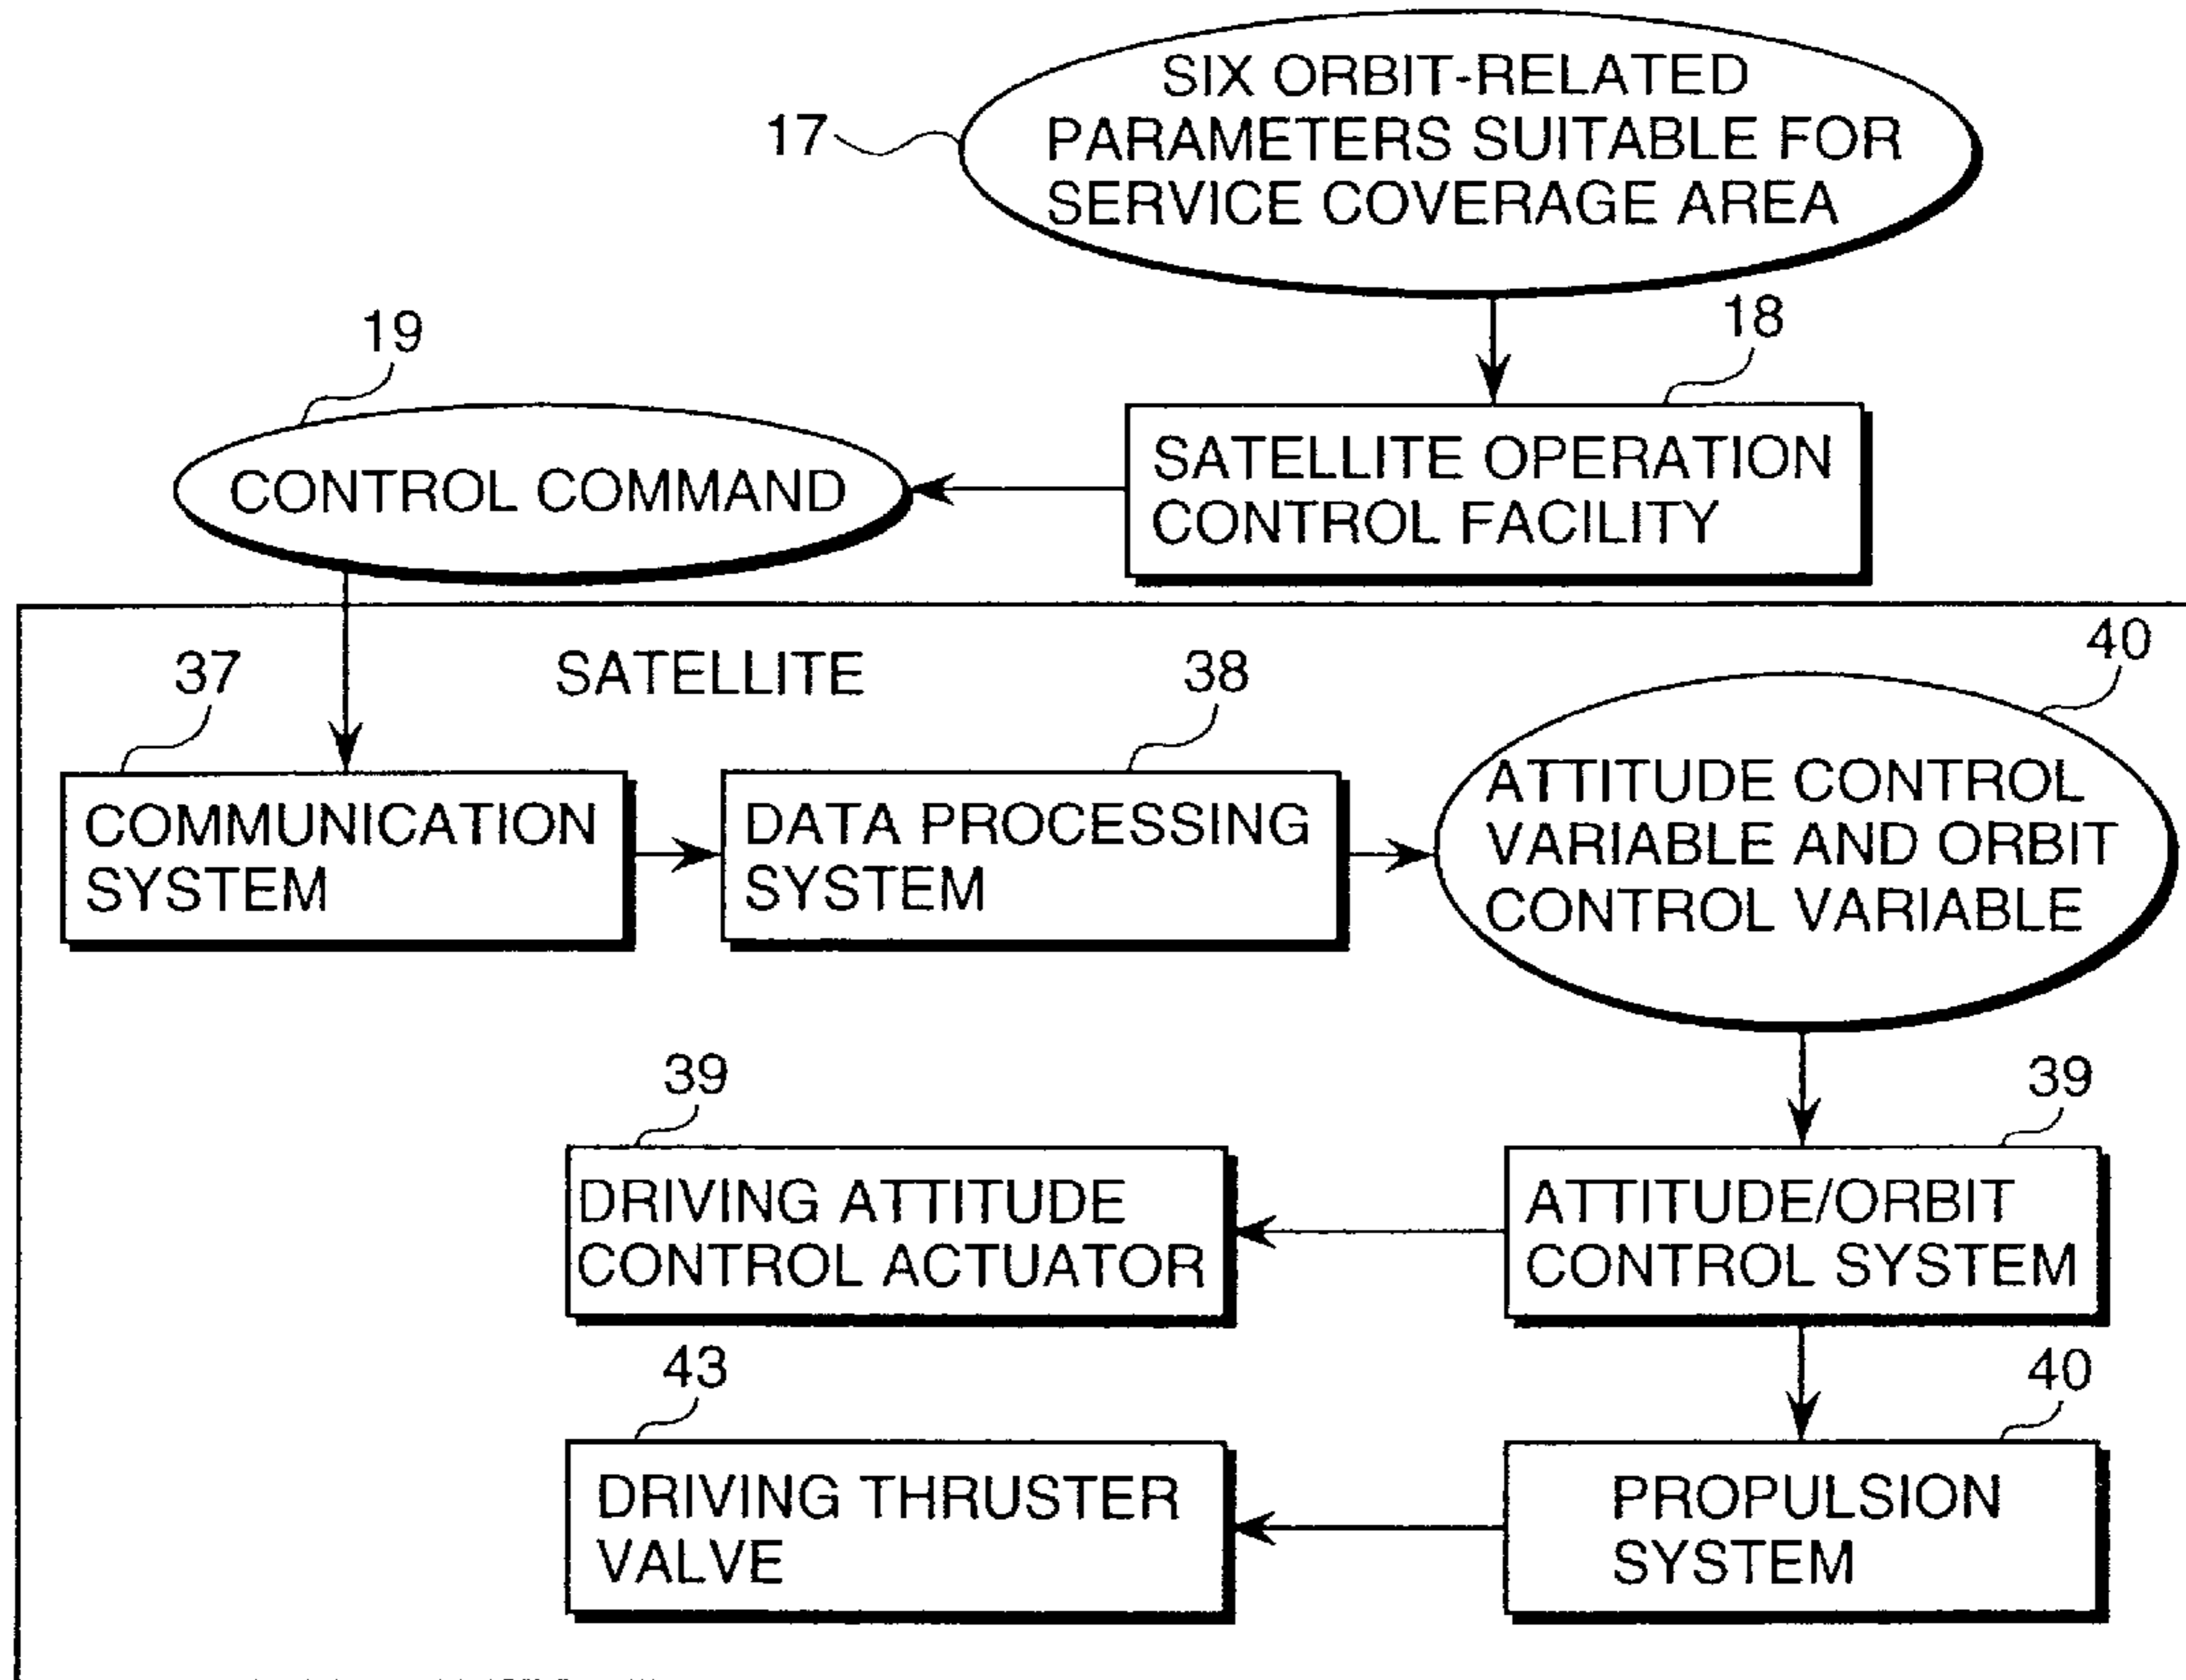 SIX ORBIT-RELATED
PARAMETERS SUITABLE FOR
SERVICE COVERAGE AREA
17
18
19
SATELLITE OPERATION
CONTROL FACILITY
CONTROL COMMAND
SATELLITE
37
38
40
COMMUNICATION
SYSTEM
DATA PROCESSING
SYSTEM
ATTITUDE CONTROL
VARIABLE AND ORBIT
CONTROL VARIABLE
39
39
DRIVING ATTITUDE
CONTROL ACTUATOR
ATTITUDE/ORBIT
CONTROL SYSTEM
43
40
DRIVING THRUSTER
VALVE
PROPULSION
SYSTEM